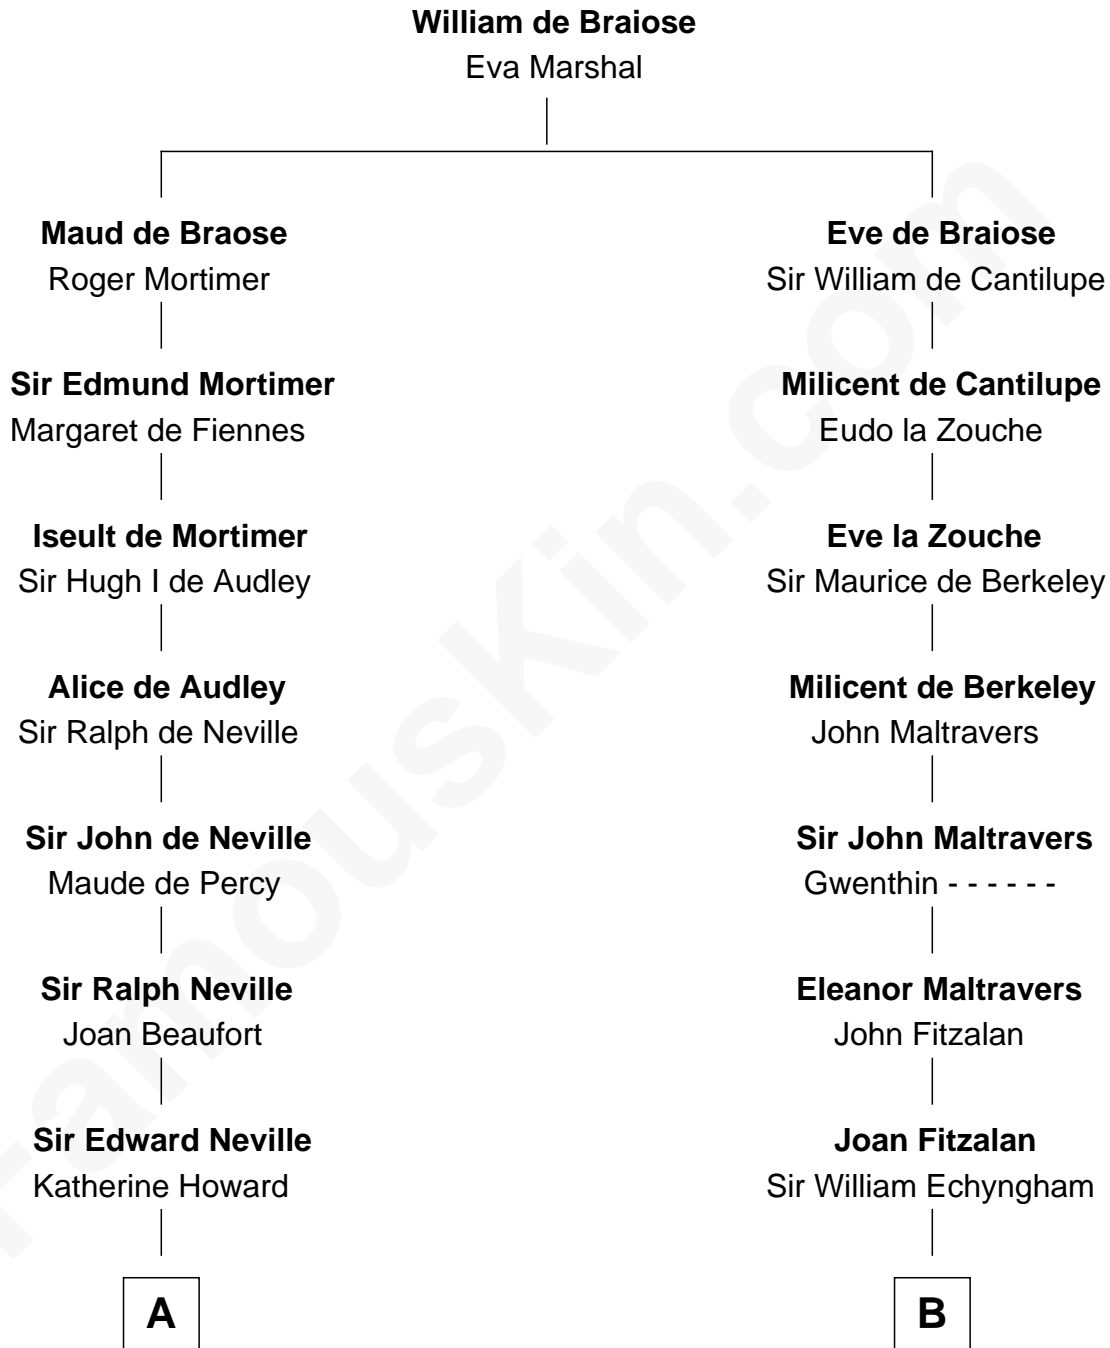 William de Braiose
Eva Marshal
Maud de Braose
Roger Mortimer
Eve de Braiose
Sir William de Cantilupe
Sir Edmund Mortimer
Margaret de Fiennes
Milicent de Cantilupe
Eudo la Zouche
Iseult de Mortimer
Sir Hugh I de Audley
Eve la Zouche
Sir Maurice de Berkeley
Alice de Audley
Sir Ralph de Neville
Milicent de Berkeley
John Maltravers
Sir John de Neville
Maude de Percy
Sir John Maltravers
Gwenthin - - - - - -
Sir Ralph Neville
Joan Beaufort
Eleanor Maltravers
John Fitzalan
Sir Edward Neville
Katherine Howard
Joan Fitzalan
Sir William Echyngham
A
B
FamousKin.com